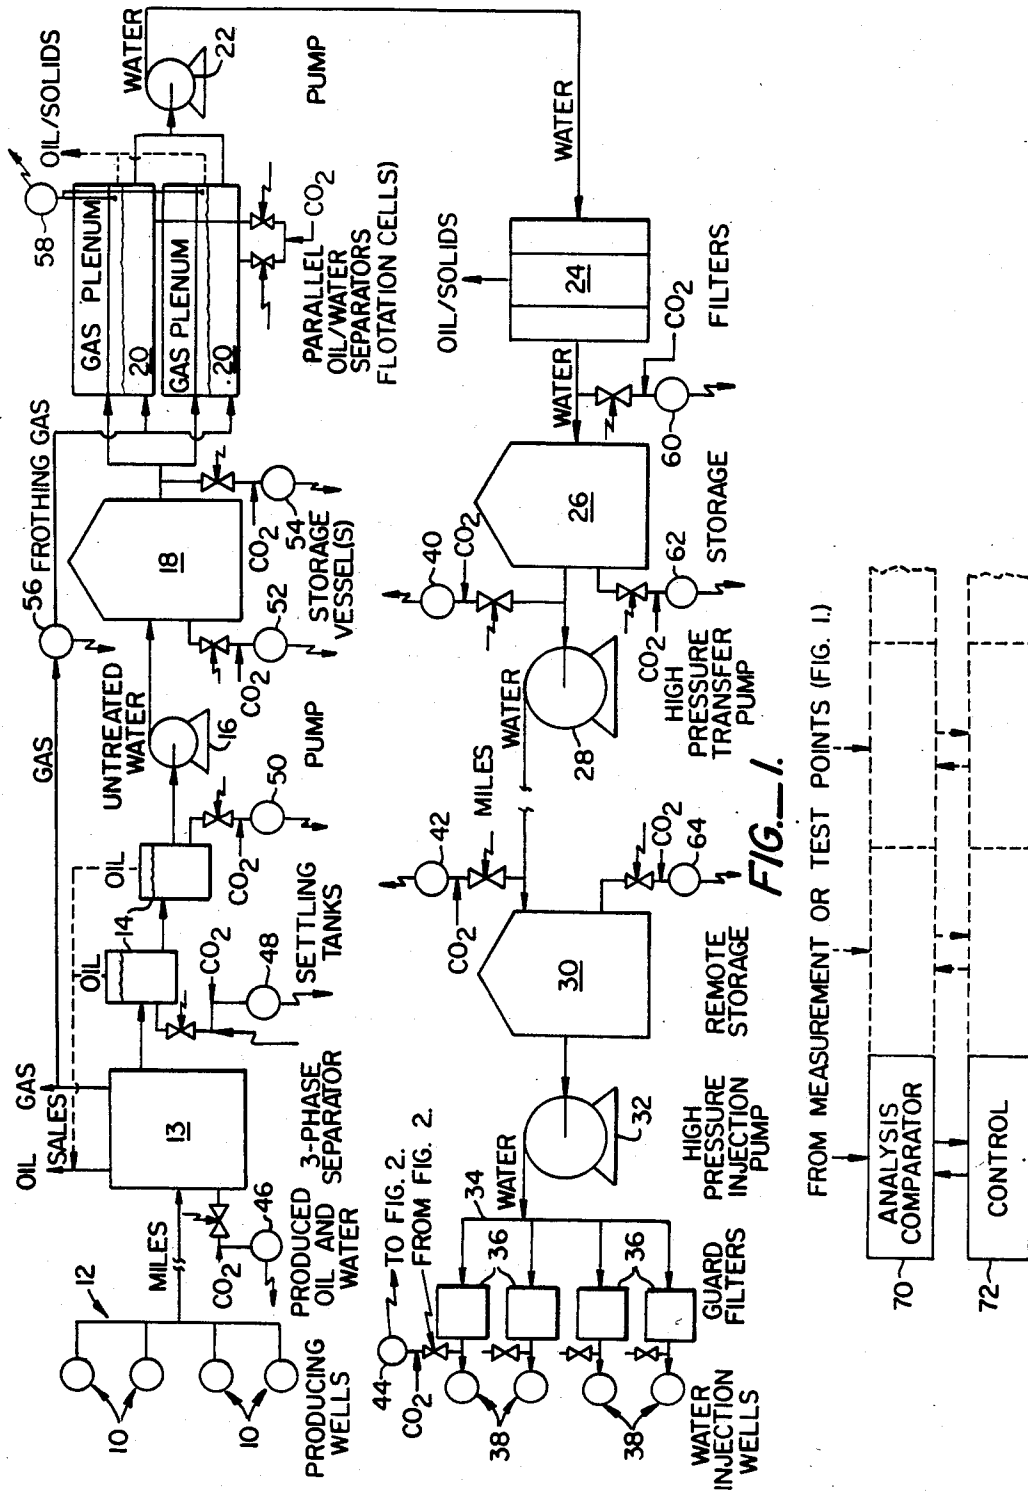 GAS
FROTHING GAS
56
58
OIL/SOLIDS
WATER
22
PUMP
GAS PLENUM
20
GAS PLENUM
20
CO2
PARALLEL
OIL/WATER
SEPARATORS
FLOTATION CELLS)
18
CO2
54
CO2
52
STORAGE
VESSEL(S)
UNTREATED
WATER
16
PUMP
OIL
14
OIL
CO2
50
CO2
48
SETTLING
TANKS
GAS
OIL
SALES
13
3-PHASE
SEPARATOR
MILES
CO2
46
PRODUCED
OIL AND
WATER
12
10
10
PRODUCING
WELLS
WATER
OIL/SOLIDS
24
FILTERS
WATER
CO2
60
26
STORAGE
40
CO2
CO2
62
WATER
28
HIGH
PRESSURE
TRANSFER
PUMP
MILES
42
CO2
30
CO2
64
REMOTE
STORAGE
32
HIGH
PRESSURE
INJECTION
PUMP
WATER
34
36
36
GUARD
FILTERS
TO FIG. 2.
FROM FIG. 2.
44
CO2
38
38
WATER
INJECTION
WELLS
FIG._1.
FROM MEASUREMENT OR TEST POINTS (FIG. 1.)
70
ANALYSIS
COMPARATOR
72
CONTROL